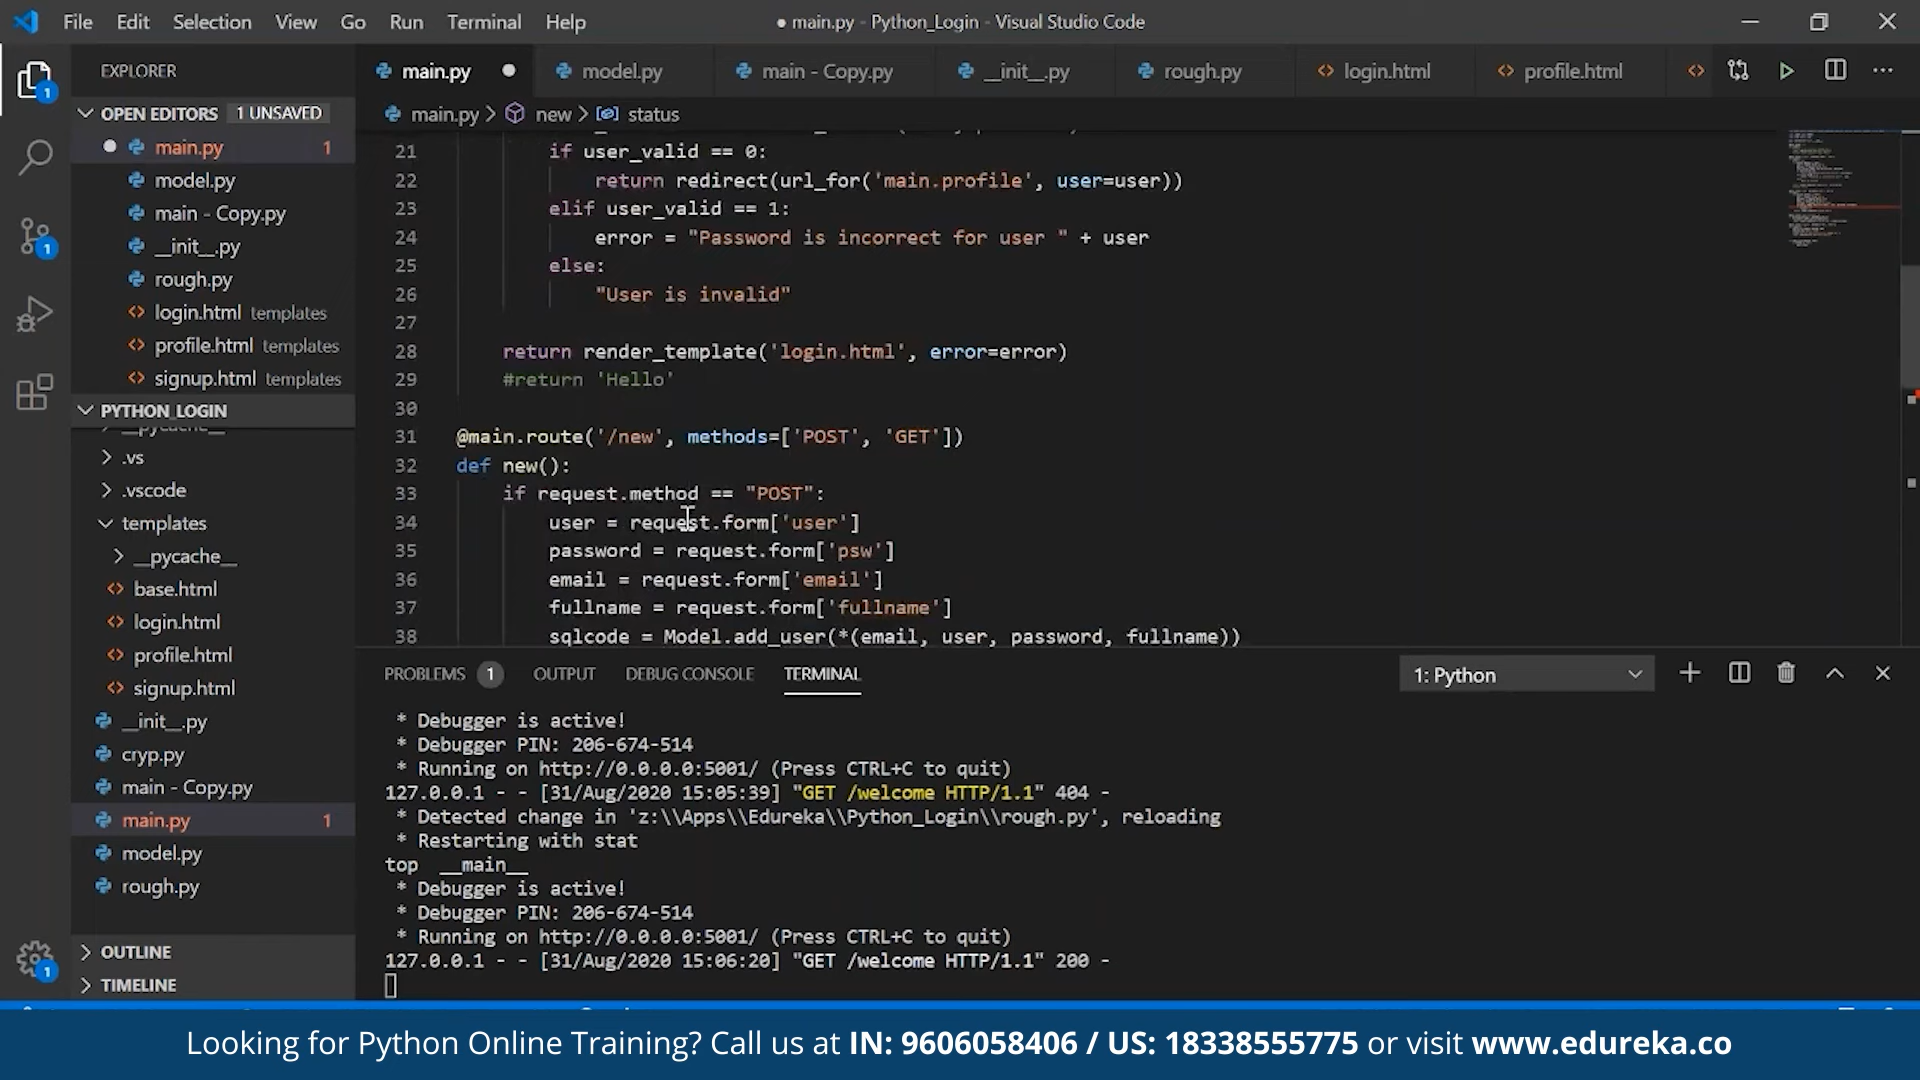 File Edit Selection View Go Run Terminal Help
● main.py - Python_Login - Visual Studio Code
EXPLORER
main.py
model.py
main - Copy.py
__init__.py
rough.py
login.html
profile.html
OPEN EDITORS 1 UNSAVED
main.py 1
model.py
main - Copy.py
__init__.py
rough.py
login.html templates
profile.html templates
signup.html templates
PYTHON_LOGIN
__pycache__
.vs
.vscode
templates
__pycache__
base.html
login.html
profile.html
signup.html
__init__.py
cryp.py
main - Copy.py
main.py 1
model.py
rough.py
OUTLINE
TIMELINE
main.py > new > status
21 if user_valid == 0:
22 return redirect(url_for('main.profile', user=user))
23 elif user_valid == 1:
24 error = "Password is incorrect for user " + user
25 else:
26 "User is invalid"
27
28 return render_template('login.html', error=error)
29 #return 'Hello'
30
31 @main.route('/new', methods=['POST', 'GET'])
32 def new():
33 if request.method == "POST":
34 user = request.form['user']
35 password = request.form['psw']
36 email = request.form['email']
37 fullname = request.form['fullname']
38 sqlcode = Model.add_user(*(email, user, password, fullname))
PROBLEMS 1 OUTPUT DEBUG CONSOLE TERMINAL
1: Python
* Debugger is active!
* Debugger PIN: 206-674-514
* Running on http://0.0.0.0:5001/ (Press CTRL+C to quit)
127.0.0.1 - - [31/Aug/2020 15:05:39] "GET /welcome HTTP/1.1" 404 -
* Detected change in 'z:\\Apps\\Edureka\\Python_Login\\rough.py', reloading
* Restarting with stat
top __main__
* Debugger is active!
* Debugger PIN: 206-674-514
* Running on http://0.0.0.0:5001/ (Press CTRL+C to quit)
127.0.0.1 - - [31/Aug/2020 15:06:20] "GET /welcome HTTP/1.1" 200 -
Looking for Python Online Training? Call us at IN: 9606058406 / US: 18338555775 or visit www.edureka.co